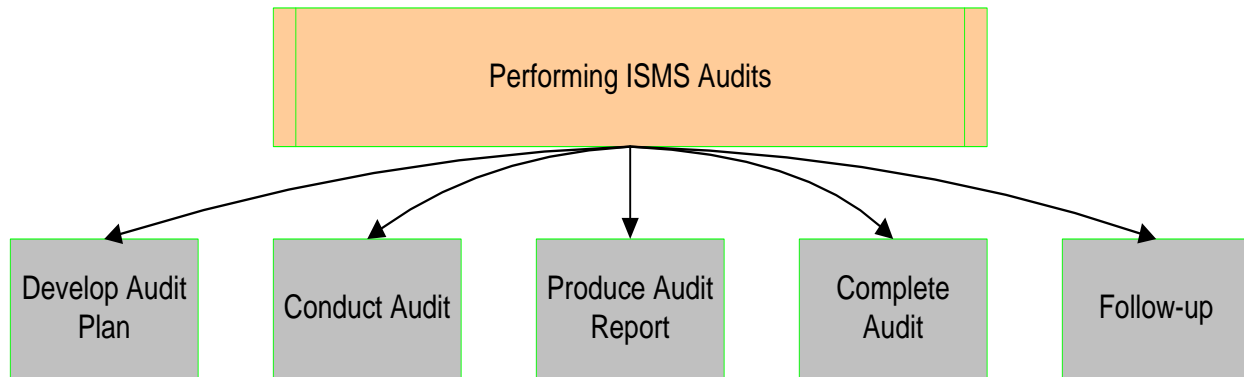 Performing ISMS Audits
Develop Audit
Plan
Conduct Audit
Produce Audit
Report
Complete
Audit
Follow-up